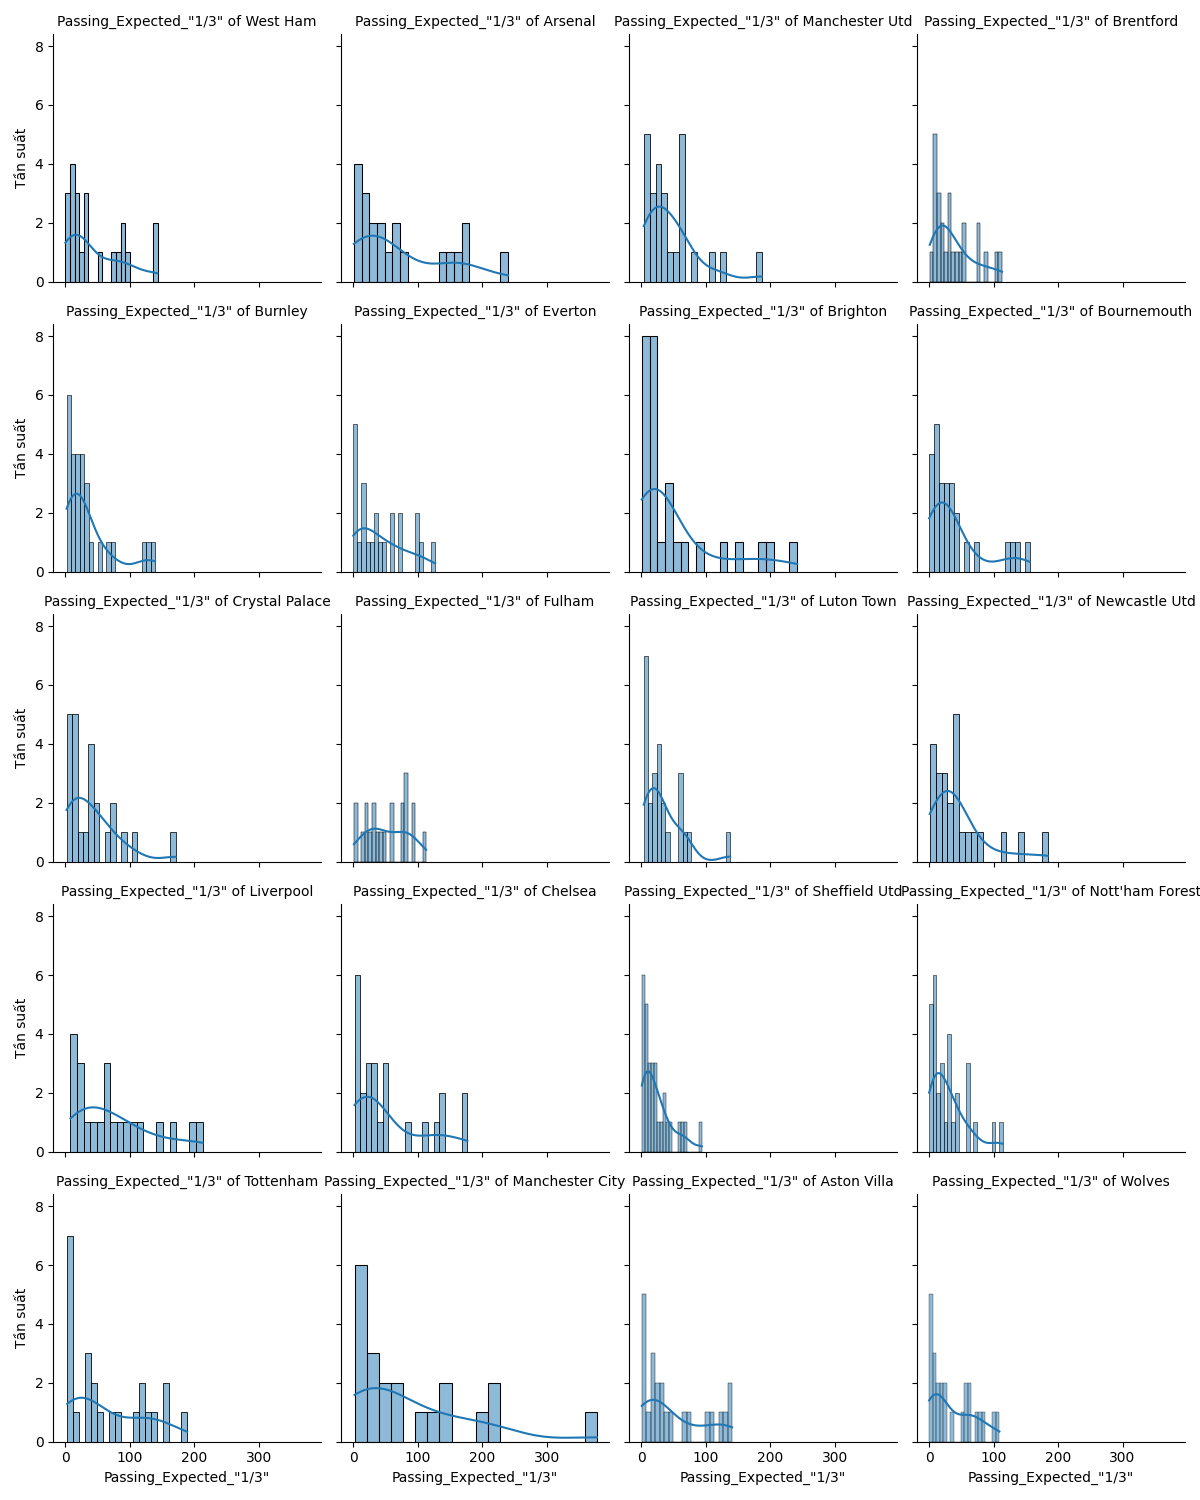 Passing_Expected_"1/3" of West Ham
Passing_Expected_"1/3" of Arsenal
Passing_Expected_"1/3" of Manchester Utd
Passing_Expected_"1/3" of Brentford
8
6
4
2
0
Tần suất
Passing_Expected_"1/3" of Burnley
Passing_Expected_"1/3" of Everton
Passing_Expected_"1/3" of Brighton
Passing_Expected_"1/3" of Bournemouth
8
6
4
2
0
Tần suất
Passing_Expected_"1/3" of Crystal Palace
Passing_Expected_"1/3" of Fulham
Passing_Expected_"1/3" of Luton Town
Passing_Expected_"1/3" of Newcastle Utd
8
6
4
2
0
Tần suất
Passing_Expected_"1/3" of Liverpool
Passing_Expected_"1/3" of Chelsea
Passing_Expected_"1/3" of Sheffield Utd
Passing_Expected_"1/3" of Nott'ham Forest
8
6
4
2
0
Tần suất
Passing_Expected_"1/3" of Tottenham
Passing_Expected_"1/3" of Manchester City
Passing_Expected_"1/3" of Aston Villa
Passing_Expected_"1/3" of Wolves
8
6
4
2
0
Tần suất
0 100 200 300
0 100 200 300
0 100 200 300
0 100 200 300
Passing_Expected_"1/3"
Passing_Expected_"1/3"
Passing_Expected_"1/3"
Passing_Expected_"1/3"